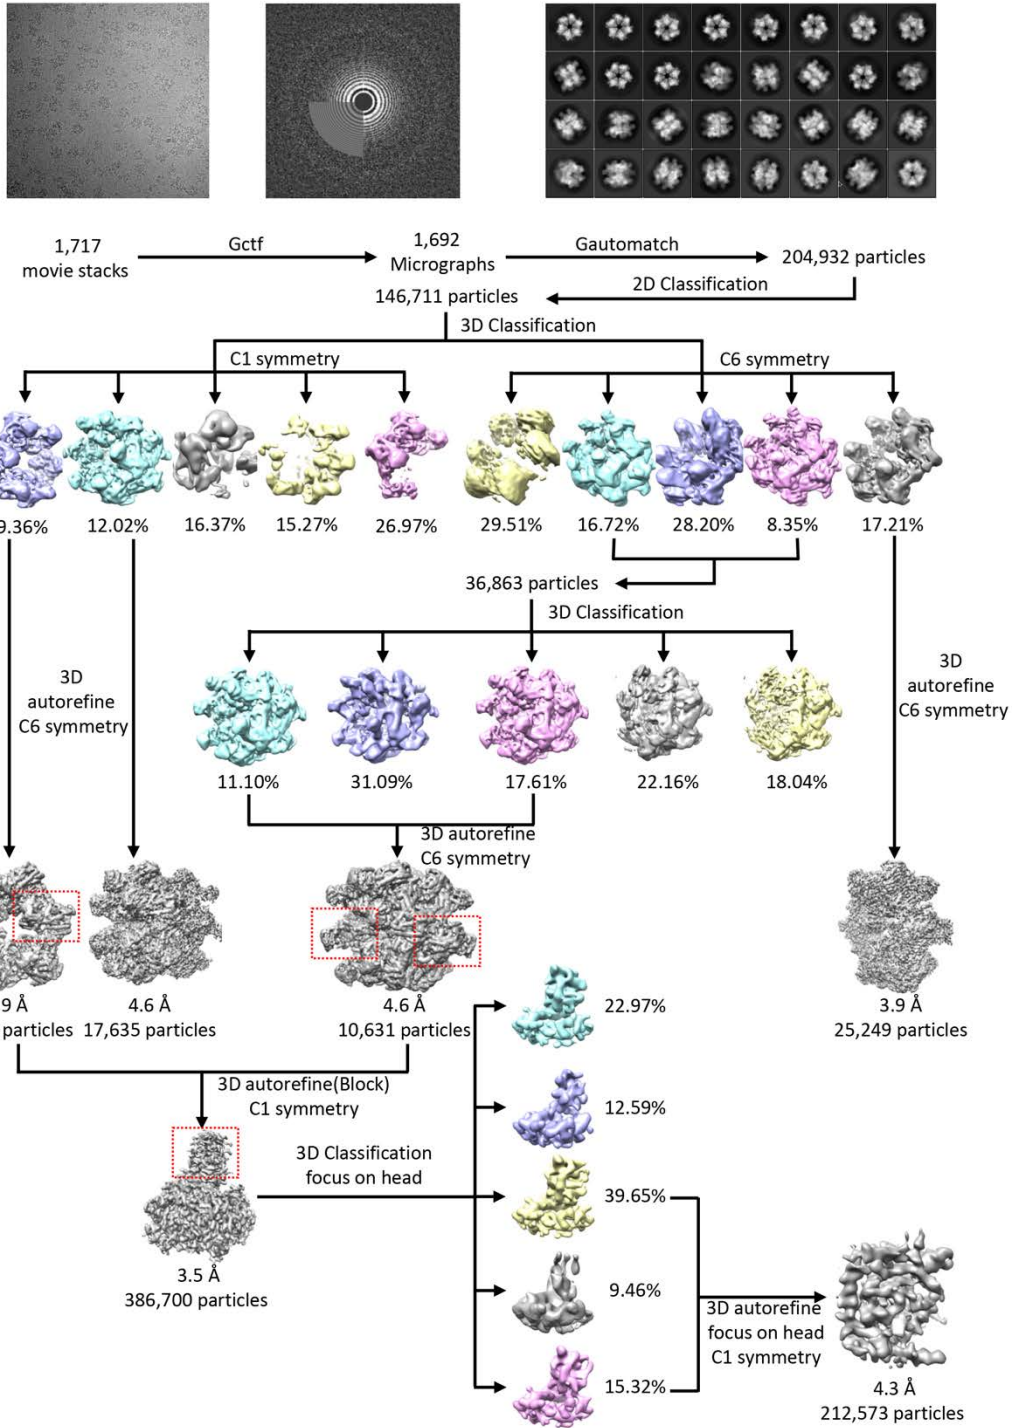 1,717
movie stacks
Gctf
1,692
Micrographs
Gautomatch
204,932 particles
2D Classification
146,711 particles
3D Classification
C1 symmetry
C6 symmetry
9.36%
12.02%
16.37%
15.27%
26.97%
29.51%
16.72%
28.20%
8.35%
17.21%
36,863 particles
3D Classification
3D
autorefine
C6 symmetry
3D
autorefine
C6 symmetry
11.10%
31.09%
17.61%
22.16%
18.04%
3D autorefine
C6 symmetry
9 Å
particles
4.6 Å
17,635 particles
4.6 Å
10,631 particles
3.9 Å
25,249 particles
22.97%
3D autorefine(Block)
C1 symmetry
12.59%
3D Classification
focus on head
39.65%
3.5 Å
386,700 particles
9.46%
3D autorefine
focus on head
C1 symmetry
15.32%
4.3 Å
212,573 particles